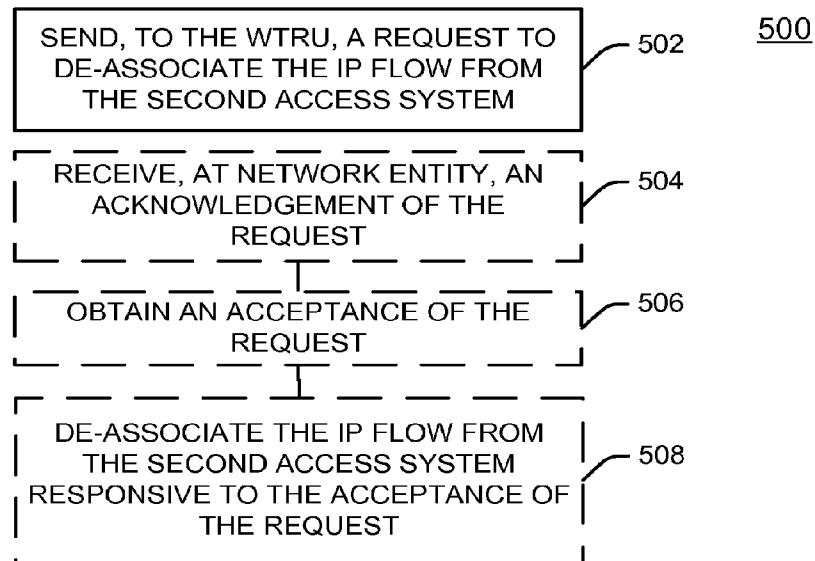 500
SEND, TO THE WTRU, A REQUEST TO
DE-ASSOCIATE THE IP FLOW FROM
THE SECOND ACCESS SYSTEM
502
RECEIVE, AT NETWORK ENTITY, AN
ACKNOWLEDGEMENT OF THE
REQUEST
504
OBTAIN AN ACCEPTANCE OF THE
REQUEST
506
DE-ASSOCIATE THE IP FLOW FROM
THE SECOND ACCESS SYSTEM
RESPONSIVE TO THE ACCEPTANCE OF
THE REQUEST
508